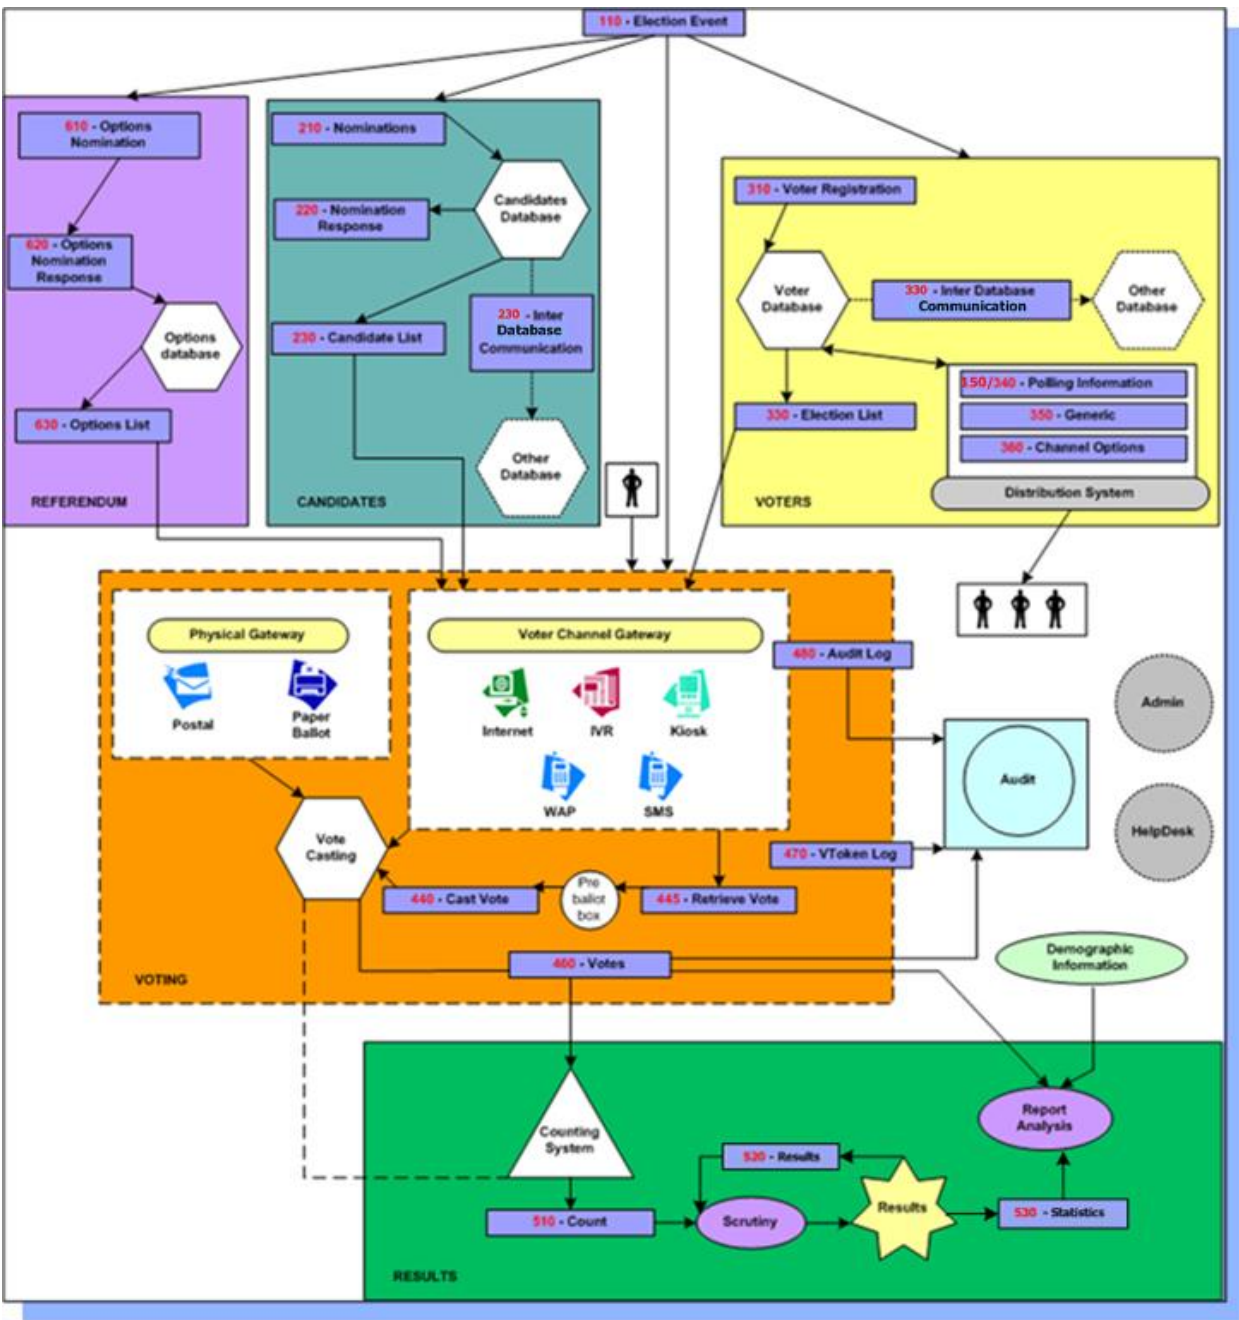 110 - Election Event
610 - Options
Nomination
620 - Options
Nomination
Response
Options
database
630 - Options List
REFERENDUM
210 - Nominations
Candidates
Database
220 - Nomination
Response
230 - Inter
Database
Communication
230 - Candidate List
Other
Database
CANDIDATES
310 - Voter Registration
Voter
Database
330 - Inter Database
Communication
Other
Database
150/340 - Polling Information
330 - Election List
350 - Generic
360 - Channel Options
Distribution System
VOTERS
Physical Gateway
Postal
Paper
Ballot
Voter Channel Gateway
Internet
IVR
Kiosk
WAP
SMS
480 - Audit Log
Admin
Audit
HelpDesk
Vote
Casting
470 - VToken Log
440 - Cast Vote
Pre
ballot
box
445 - Retrieve Vote
460 - Votes
VOTING
Demographic
Information
Counting
System
Report
Analysis
520 - Results
510 - Count
Scrutiny
Results
530 - Statistics
RESULTS